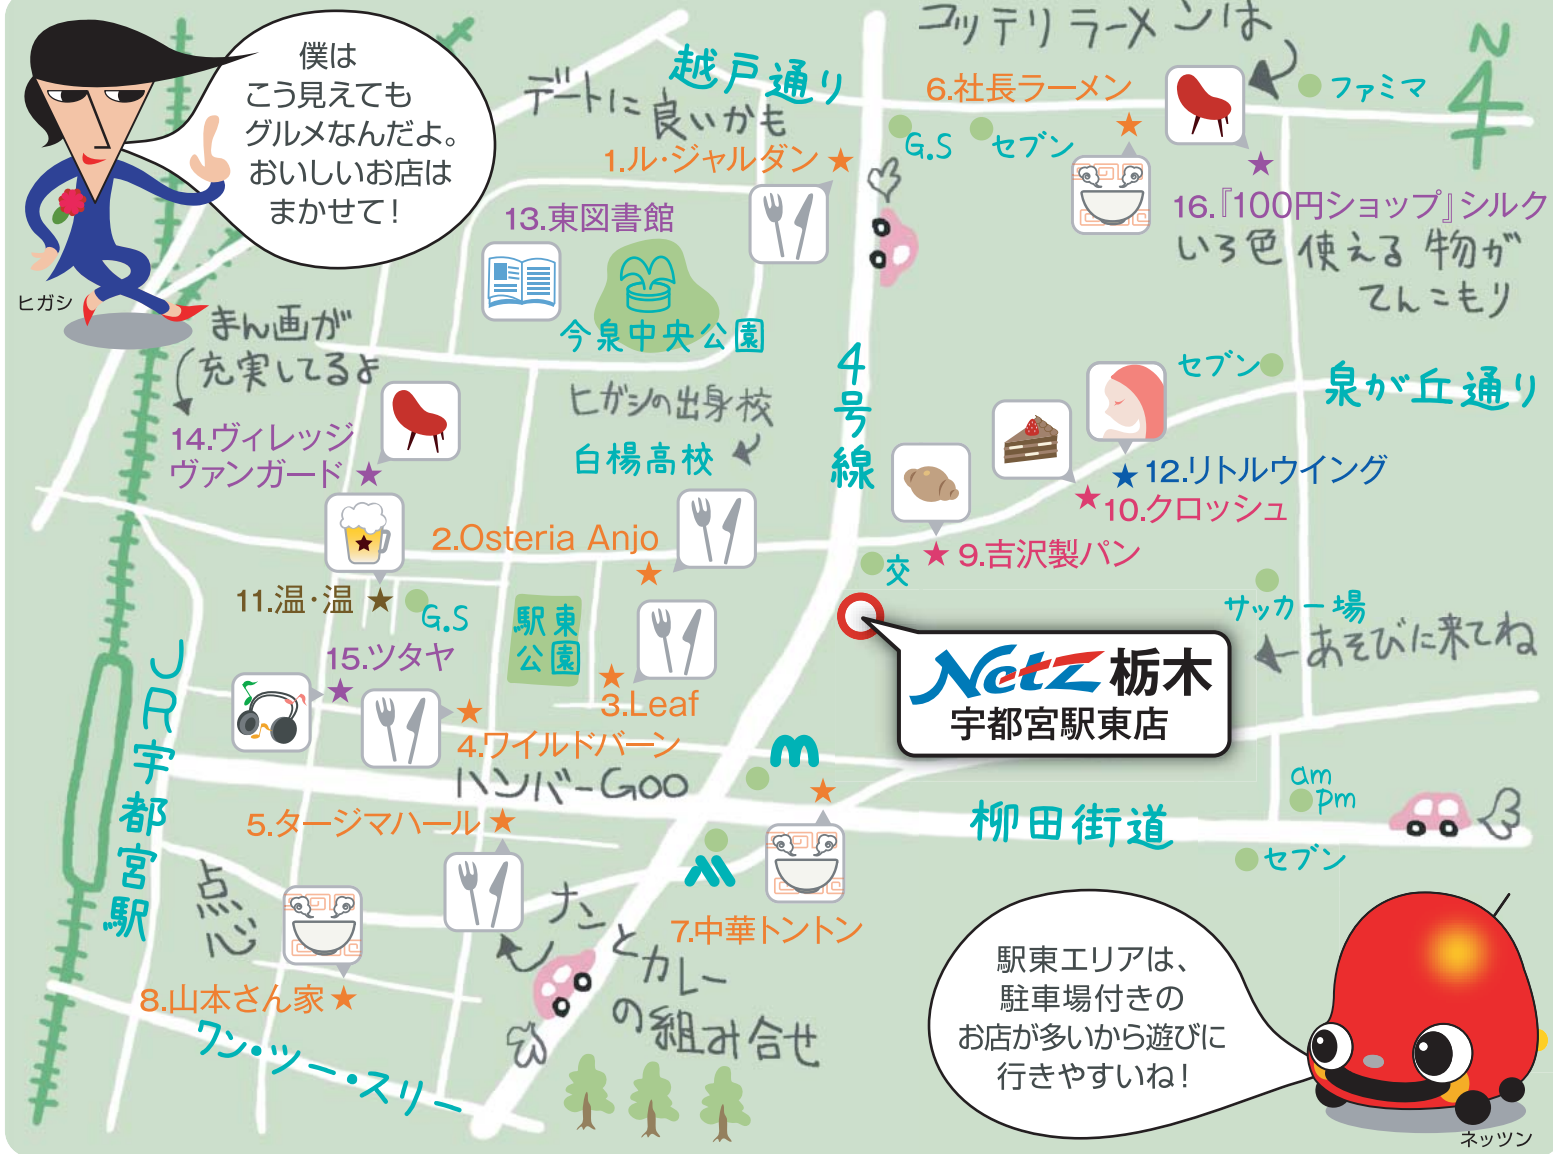 僕は
こう見えても
グルメなんだよ。
おいしいお店は
まかせて！
ヒガシ
デートに
良いかも
越戸通り
コッテリラーメンは
6.社長ラーメン
ファミマ
N
4
G.S
セブン
1.ル・ジャルダン
13.東図書館
今泉中央公園
16.『100円ショップ』シルク
いろ色使える物が
てんこもり
まん画が
充実してるよ
14.ヴィレッジ
ヴァンガード
ヒガシの出身校
白楊高校
4号線
セブン
泉が丘通り
12.リトルウイング
10.クロッシュ
9.吉沢製パン
交
2.Osteria Anjo
11.温・温
G.S
駅東
公園
サッカー場
あそびに来てね
Netz 栃木
宇都宮駅東店
15.ツタヤ
3.Leaf
4.ワイルドバーン
ハンバーGoo
JR宇都宮駅
m
am
pm
柳田街道
セブン
5.タージマハール
点心
7.中華トントン
ナンとカレー
の組み合せ
8.山本さん家
ワン・ツー・スリー
駅東エリアは、
駐車場付きの
お店が多いから遊びに
行きやすいね！
ネッツン